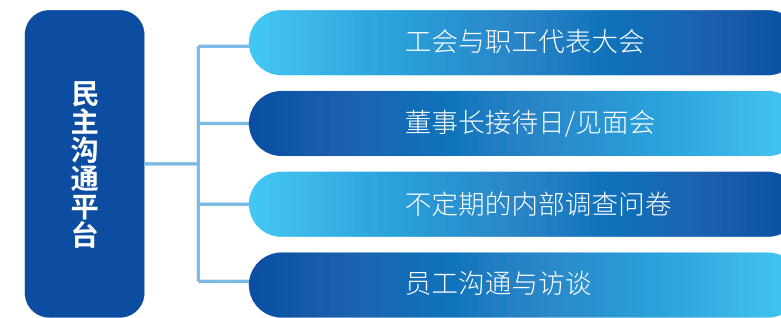 民主沟通平台
工会与职工代表大会
董事长接待日/见面会
不定期的内部调查问卷
员工沟通与访谈